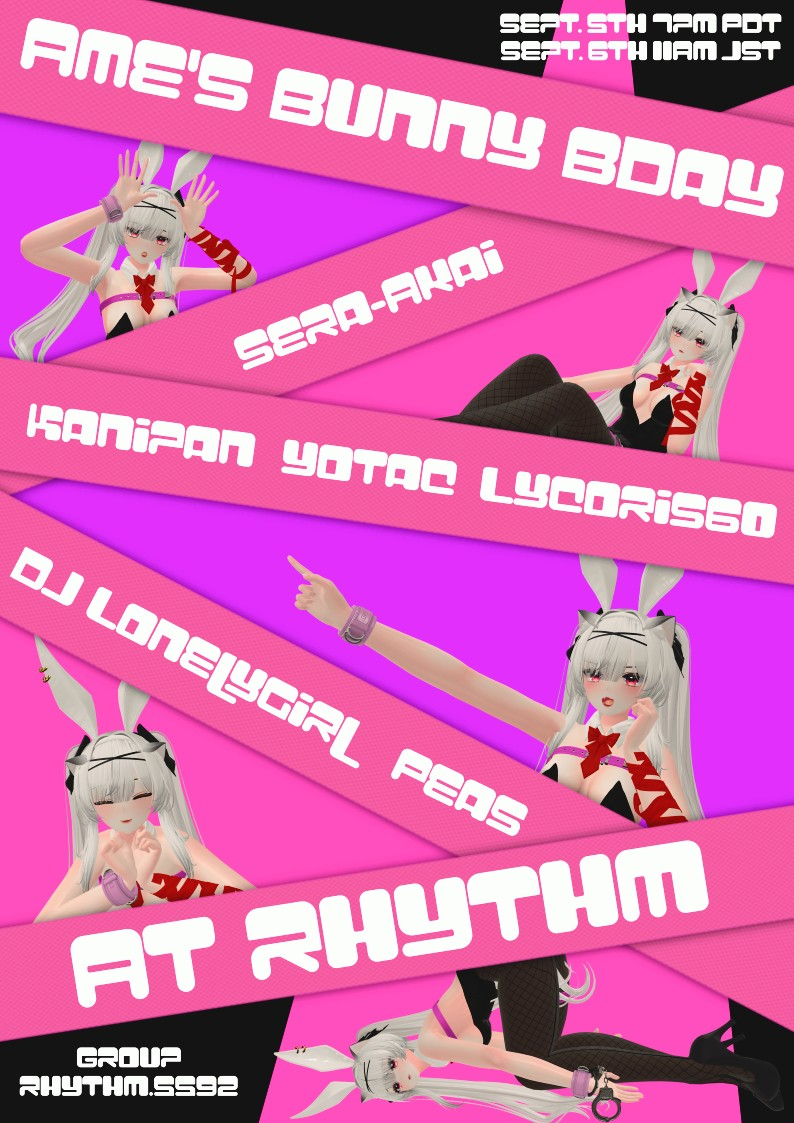 SEPT. 5TH 7PM PDT
SEPT. 6TH 11AM JST
AME'S BUNNY BDAY
SERA-AKAI
KANIPAN YOTAC LYCORIS60
DJ LONELYGIRL PEAS
AT RHYTHM
GROUP
RHYTHM.5592